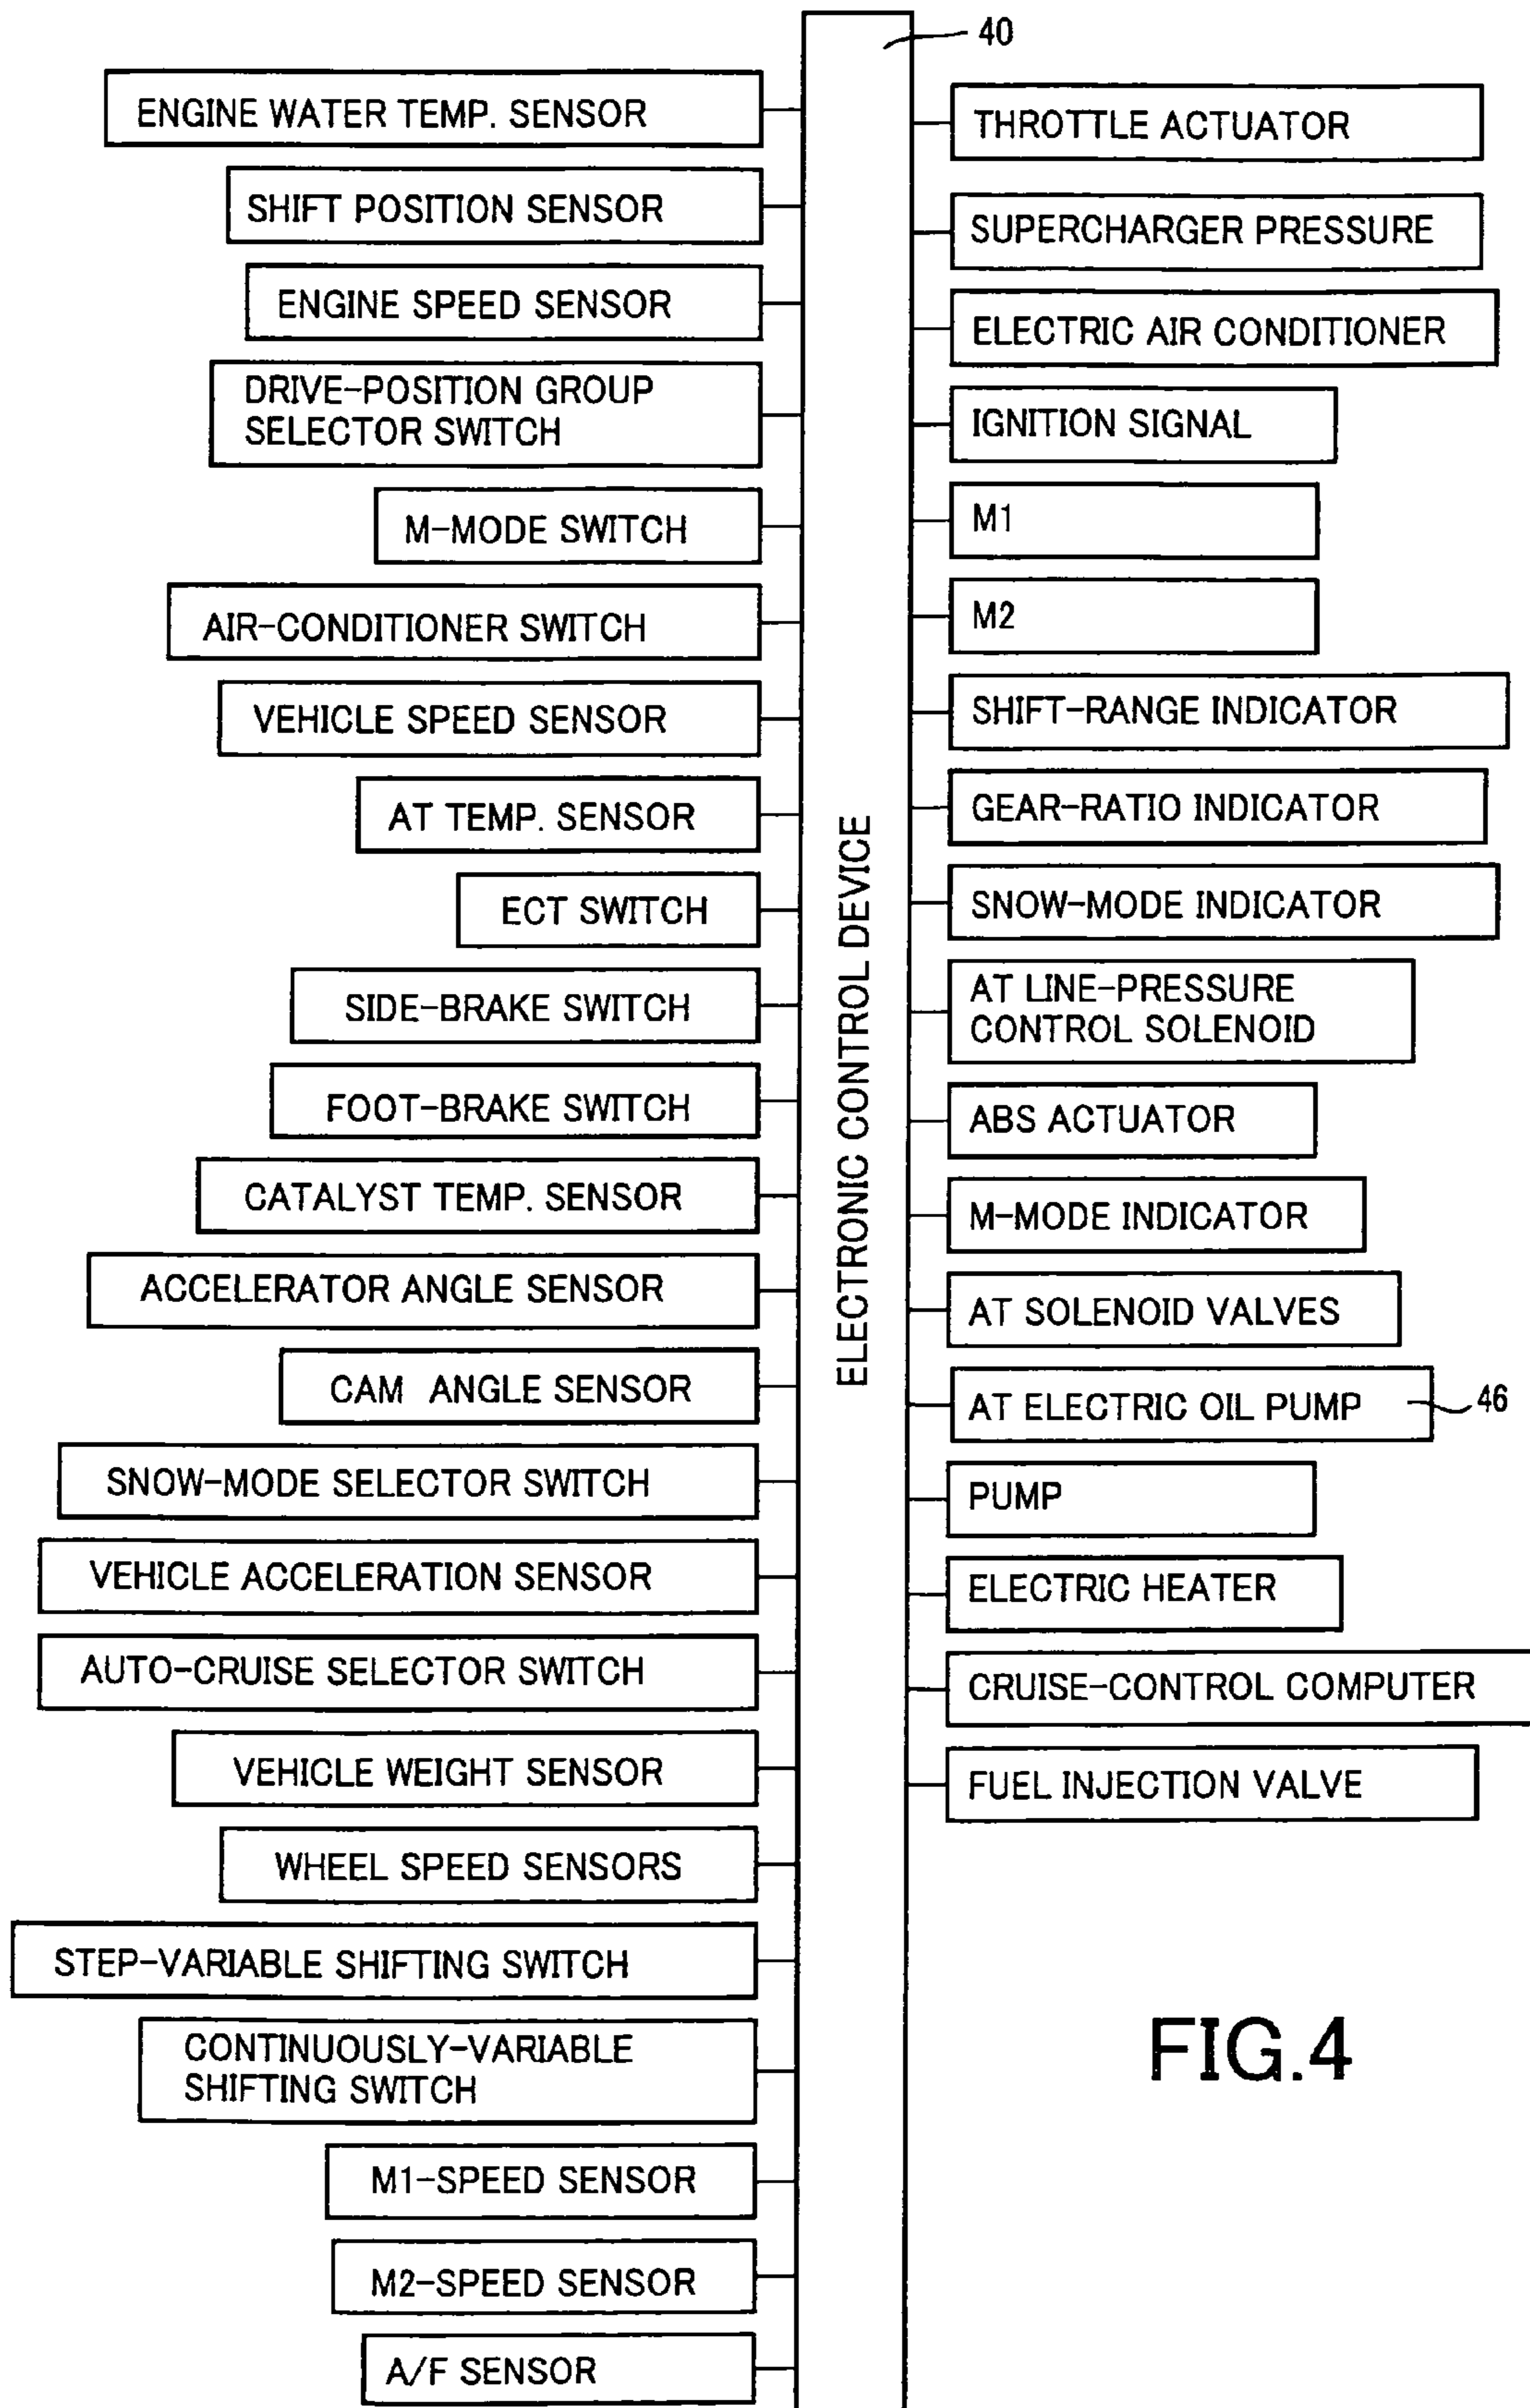 40
ENGINE WATER TEMP. SENSOR
SHIFT POSITION SENSOR
ENGINE SPEED SENSOR
DRIVE-POSITION GROUP
SELECTOR SWITCH
M-MODE SWITCH
AIR-CONDITIONER SWITCH
VEHICLE SPEED SENSOR
AT TEMP. SENSOR
ECT SWITCH
SIDE-BRAKE SWITCH
FOOT-BRAKE SWITCH
CATALYST TEMP. SENSOR
ACCELERATOR ANGLE SENSOR
CAM ANGLE SENSOR
SNOW-MODE SELECTOR SWITCH
VEHICLE ACCELERATION SENSOR
AUTO-CRUISE SELECTOR SWITCH
VEHICLE WEIGHT SENSOR
WHEEL SPEED SENSORS
STEP-VARIABLE SHIFTING SWITCH
CONTINUOUSLY-VARIABLE
SHIFTING SWITCH
M1-SPEED SENSOR
M2-SPEED SENSOR
A/F SENSOR
ELECTRONIC CONTROL DEVICE
THROTTLE ACTUATOR
SUPERCHARGER PRESSURE
ELECTRIC AIR CONDITIONER
IGNITION SIGNAL
M1
M2
SHIFT-RANGE INDICATOR
GEAR-RATIO INDICATOR
SNOW-MODE INDICATOR
AT LINE-PRESSURE
CONTROL SOLENOID
ABS ACTUATOR
M-MODE INDICATOR
AT SOLENOID VALVES
AT ELECTRIC OIL PUMP
46
PUMP
ELECTRIC HEATER
CRUISE-CONTROL COMPUTER
FUEL INJECTION VALVE
FIG.4